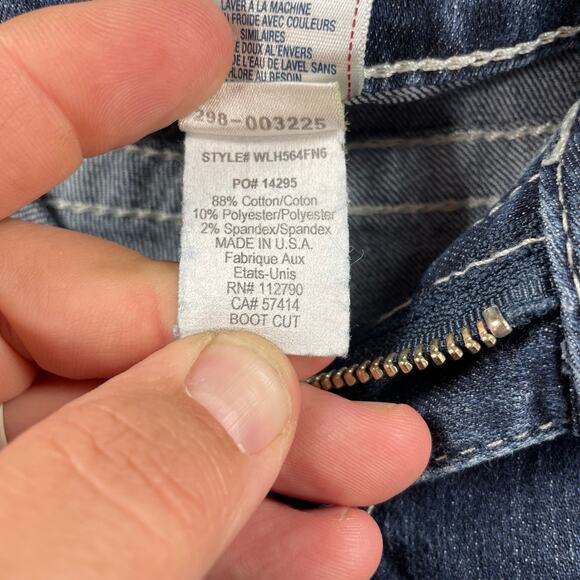 LAVER A LA MACHINE
FROIDE AVEC COULEURS
SIMILAIRES
DOUX AL'ENVERS
DE L'EAU DE LAVEL SANS
CHLORE AU BESOIN
298-003225
STYLE# WLH564FN6
PO# 14295
88% Cotton/Coton
10% Polyester/Polyester
2% Spandex/Spandex
MADE IN U.S.A.
Fabrique Aux
Etats-Unis
RN# 112790
CA# 57414
BOOT CUT